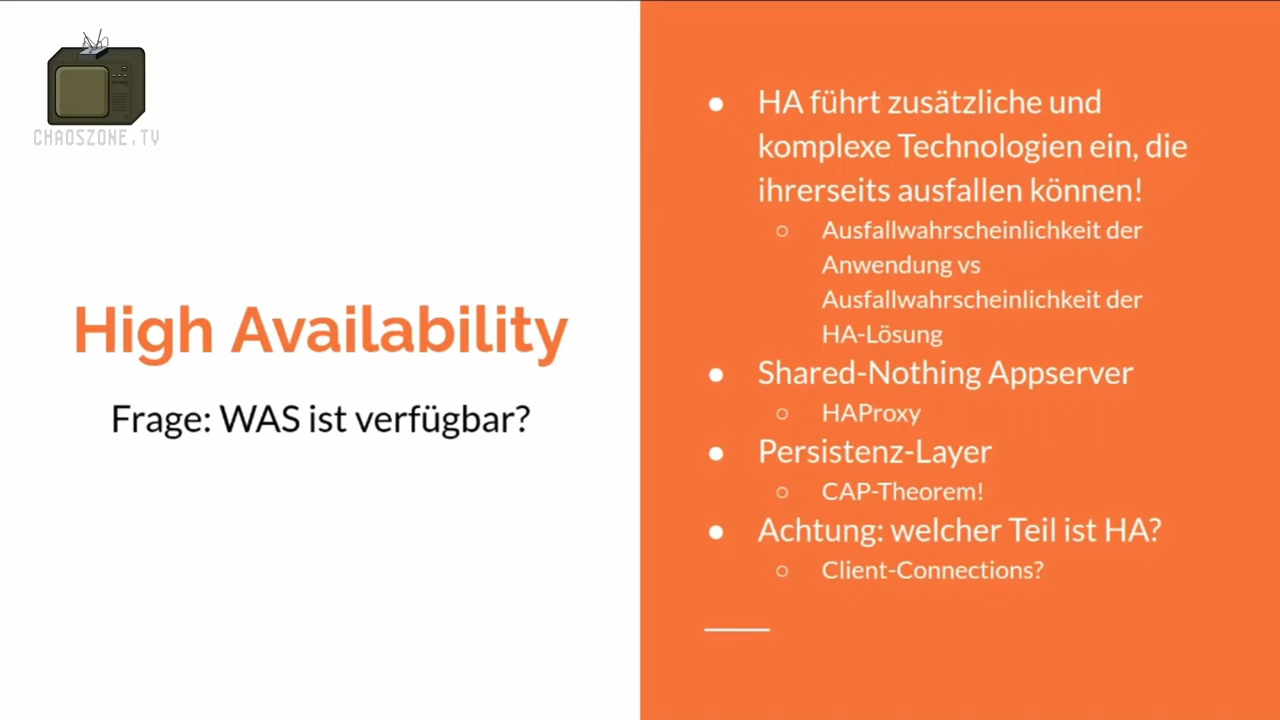 CHAOSZONE.TV
High Availability
Frage: WAS ist verfügbar?
● HA führt zusätzliche und
komplexe Technologien ein, die
ihrerseits ausfallen können!
○ Ausfallwahrscheinlichkeit der
Anwendung vs
Ausfallwahrscheinlichkeit der
HA-Lösung
● Shared-Nothing Appserver
○ HAProxy
● Persistenz-Layer
○ CAP-Theorem!
● Achtung: welcher Teil ist HA?
○ Client-Connections?